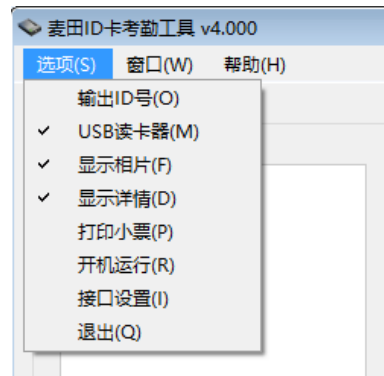 麦田ID卡考勤工具 v4.000
选项(S) 窗口(W) 帮助(H)
输出ID号(O)
USB读卡器(M)
显示相片(F)
显示详情(D)
打印小票(P)
开机运行(R)
接口设置(I)
退出(Q)